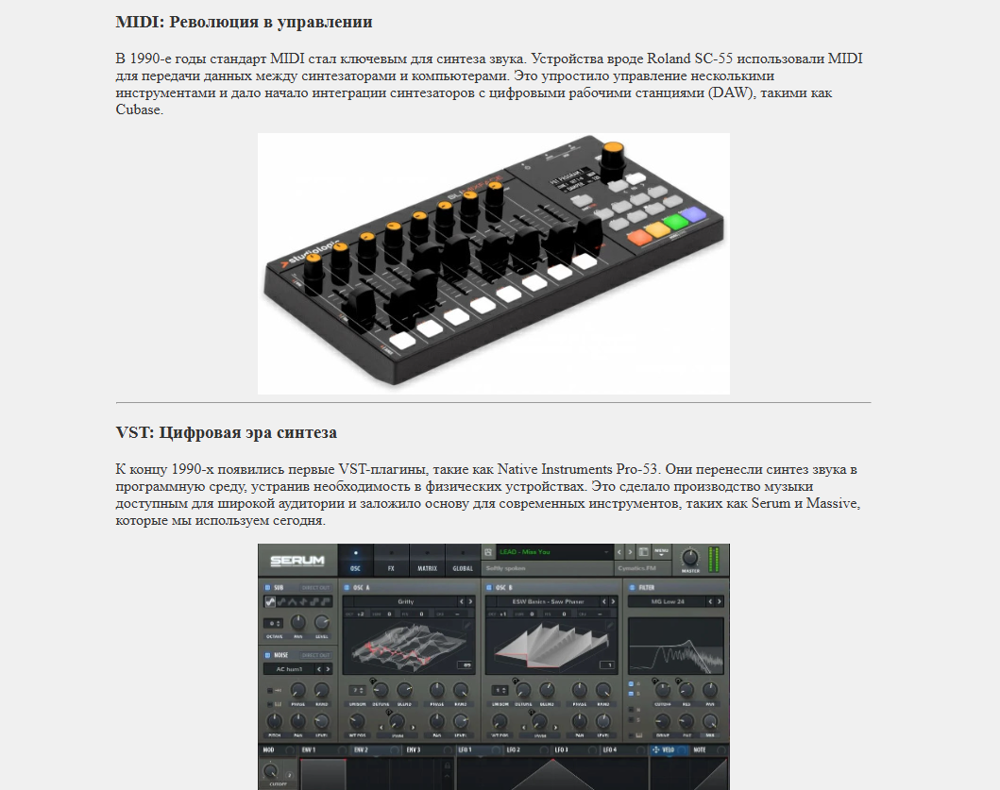 MIDI: Революция в управлении
В 1990-е годы стандарт MIDI стал ключевым для синтеза звука. Устройства вроде Roland SC-55 использовали MIDI
для передачи данных между синтезаторами и компьютерами. Это упростило управление несколькими
инструментами и дало начало интеграции синтезаторов с цифровыми рабочими станциями (DAW), такими как
Cubase.
studiologic
VST: Цифровая эра синтеза
К концу 1990-х появились первые VST-плагины, такие как Native Instruments Pro-53. Они перенесли синтез звука в
программную среду, устранив необходимость в физических устройствах. Это сделало производство музыки
доступным для широкой аудитории и заложило основу для современных инструментов, таких как Serum и Massive,
которые мы используем сегодня.
SERUM OSC FX MATRIX GLOBAL LEAD - Miss You MENU
Softly spoken Cymatics.FM MASTER
SUB DIRECT OUT OSC A OSC B FILTER
Gritty ESW Basics - Saw Phaser MG Low 24
OCTAVE PAN LEVEL
NOISE DIRECT OUT
AC hum1
PHASE RAND UNISON DETUNE BLEND PHASE RAND UNISON DETUNE BLEND PHASE RAND CUTOFF RES PAN
PITCH PAN LEVEL WT POS PAN LEVEL WT POS PAN LEVEL DRIVE FAT MIX
MOD ENV 1 ENV 2 ENV 3 LFO 1 LFO 2 LFO 3 LFO 4 VELO NOTE
CUTOFF